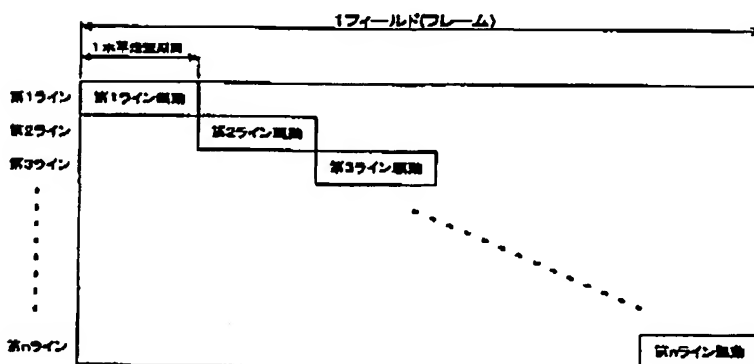 1フィールド(フレーム)
1水平走査期間
第1ライン 第1ライン駆動
第2ライン 第2ライン駆動
第3ライン 第3ライン駆動
第nライン 第nライン駆動